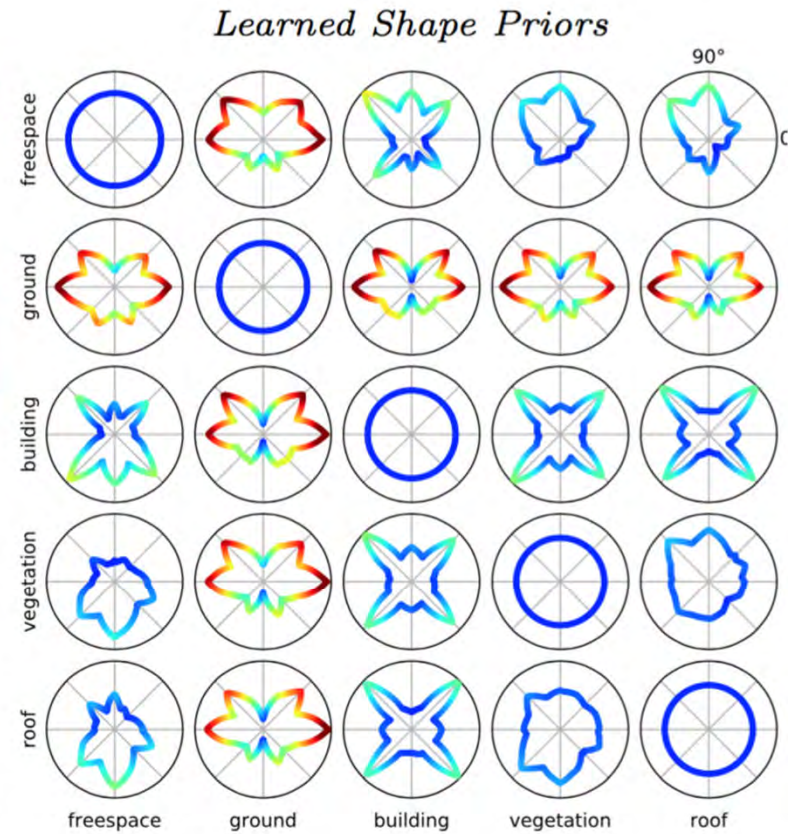 Learned Shape Priors
90°
freespace
0
ground
building
vegetation
roof
freespace ground building vegetation roof